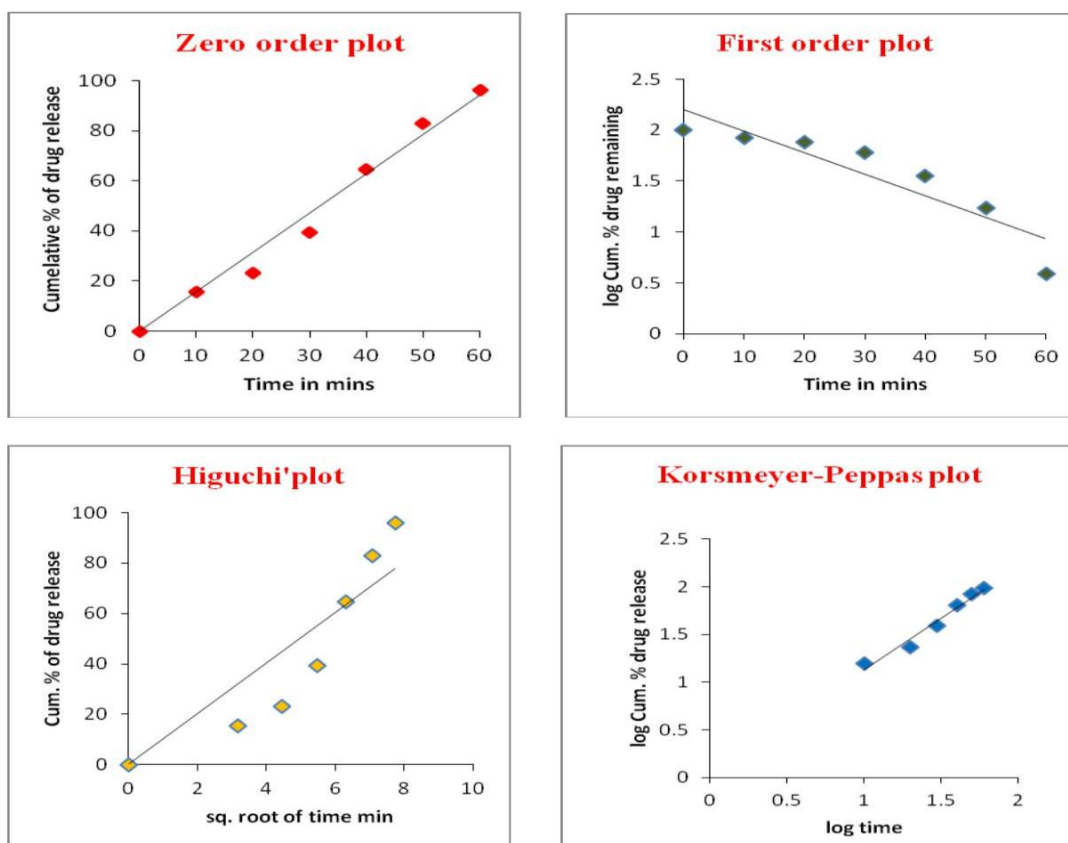 Zero order plot
Cumelative % of drug release
100
80
60
40
20
0
0 10 20 30 40 50 60
Time in mins
First order plot
log Cum. % drug remaining
2.5
2
1.5
1
0.5
0
0 10 20 30 40 50 60
Time in mins
Higuchi'plot
Cum. % of drug release
100
80
60
40
20
0
0 2 4 6 8 10
sq. root of time min
Korsmeyer-Peppas plot
log Cum. % drug release
2.5
2
1.5
1
0.5
0
0 0.5 1 1.5 2
log time